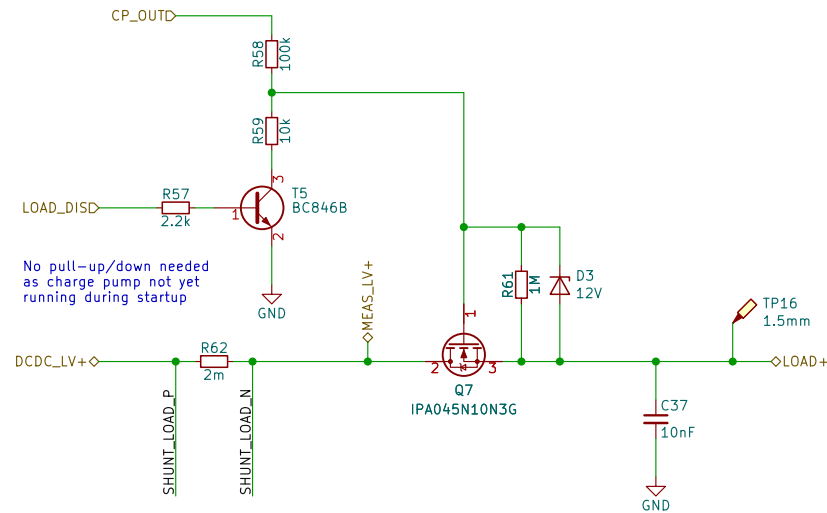 CP_OUT
R58
100k
R59
10k
3
T5
BC846B
LOAD_DIS
R57
2.2k
1
2
No pull-up/down needed
as charge pump not yet
running during startup
GND
MEAS_LV+
R61
1M
D3
12V
TP16
1.5mm
1
DCDC_LV+
R62
2m
2
3
LOAD+
Q7
IPA045N10N3G
SHUNT_LOAD_P
SHUNT_LOAD_N
C37
10nF
GND